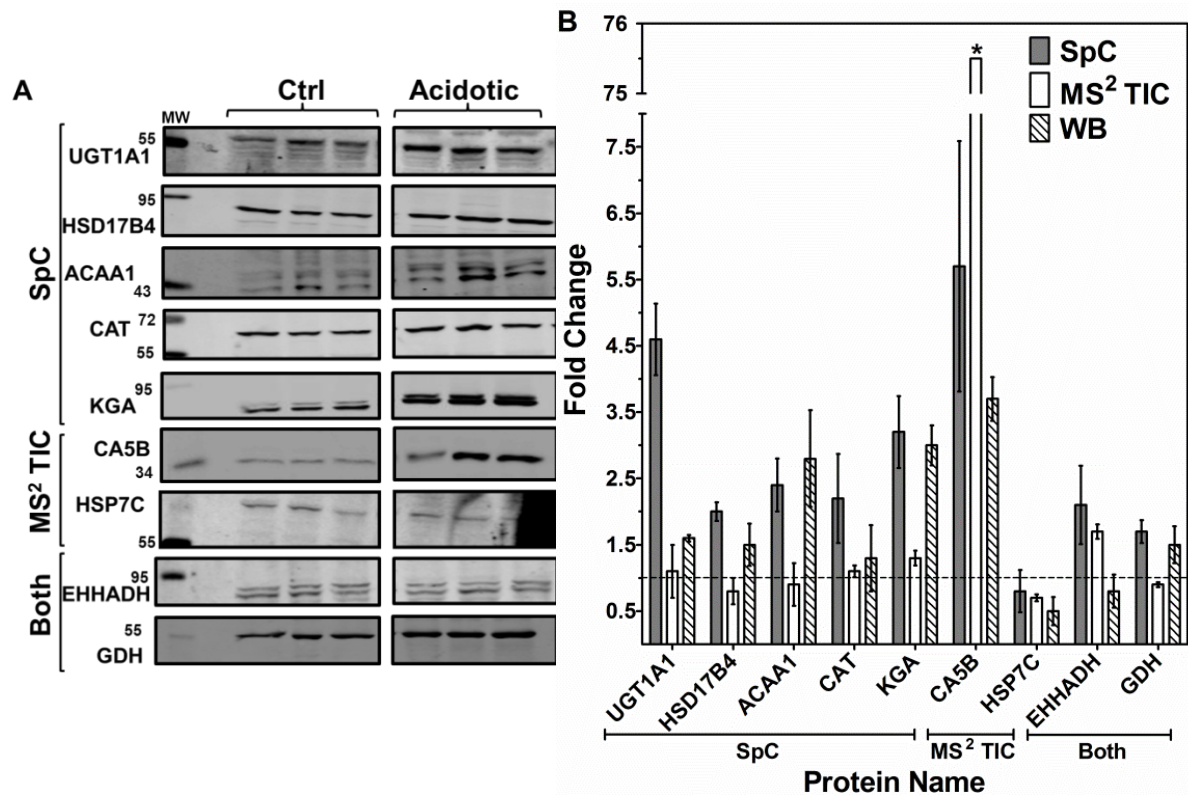 A
Ctrl
Acidotic
MW
SpC
UGT1A1
55
HSD17B4
95
ACAA1
43
CAT
72
55
KGA
95
MS² TIC
CA5B
34
HSP7C
55
Both
EHHADH
95
GDH
55
B
76
75
7.5
6.5
5.5
4.5
3.5
2.5
1.5
0.5
Fold Change
*
SpC
MS² TIC
WB
UGT1A1
HSD17B4
ACAA1
CAT
KGA
CA5B
HSP7C
EHHADH
GDH
SpC
MS² TIC
Both
Protein Name